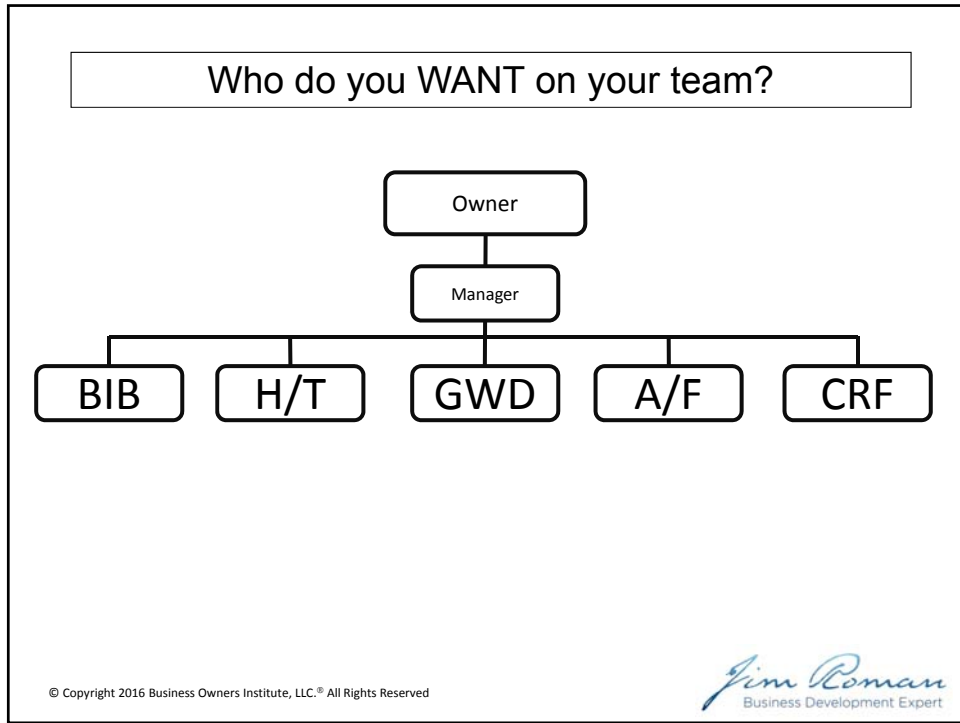 Who do you WANT on your team?
Owner
Manager
BIB H/T GWD A/F CRF
© Copyright 2016 Business Owners Institute, LLC.® All Rights Reserved
Jim Roman
Business Development Expert